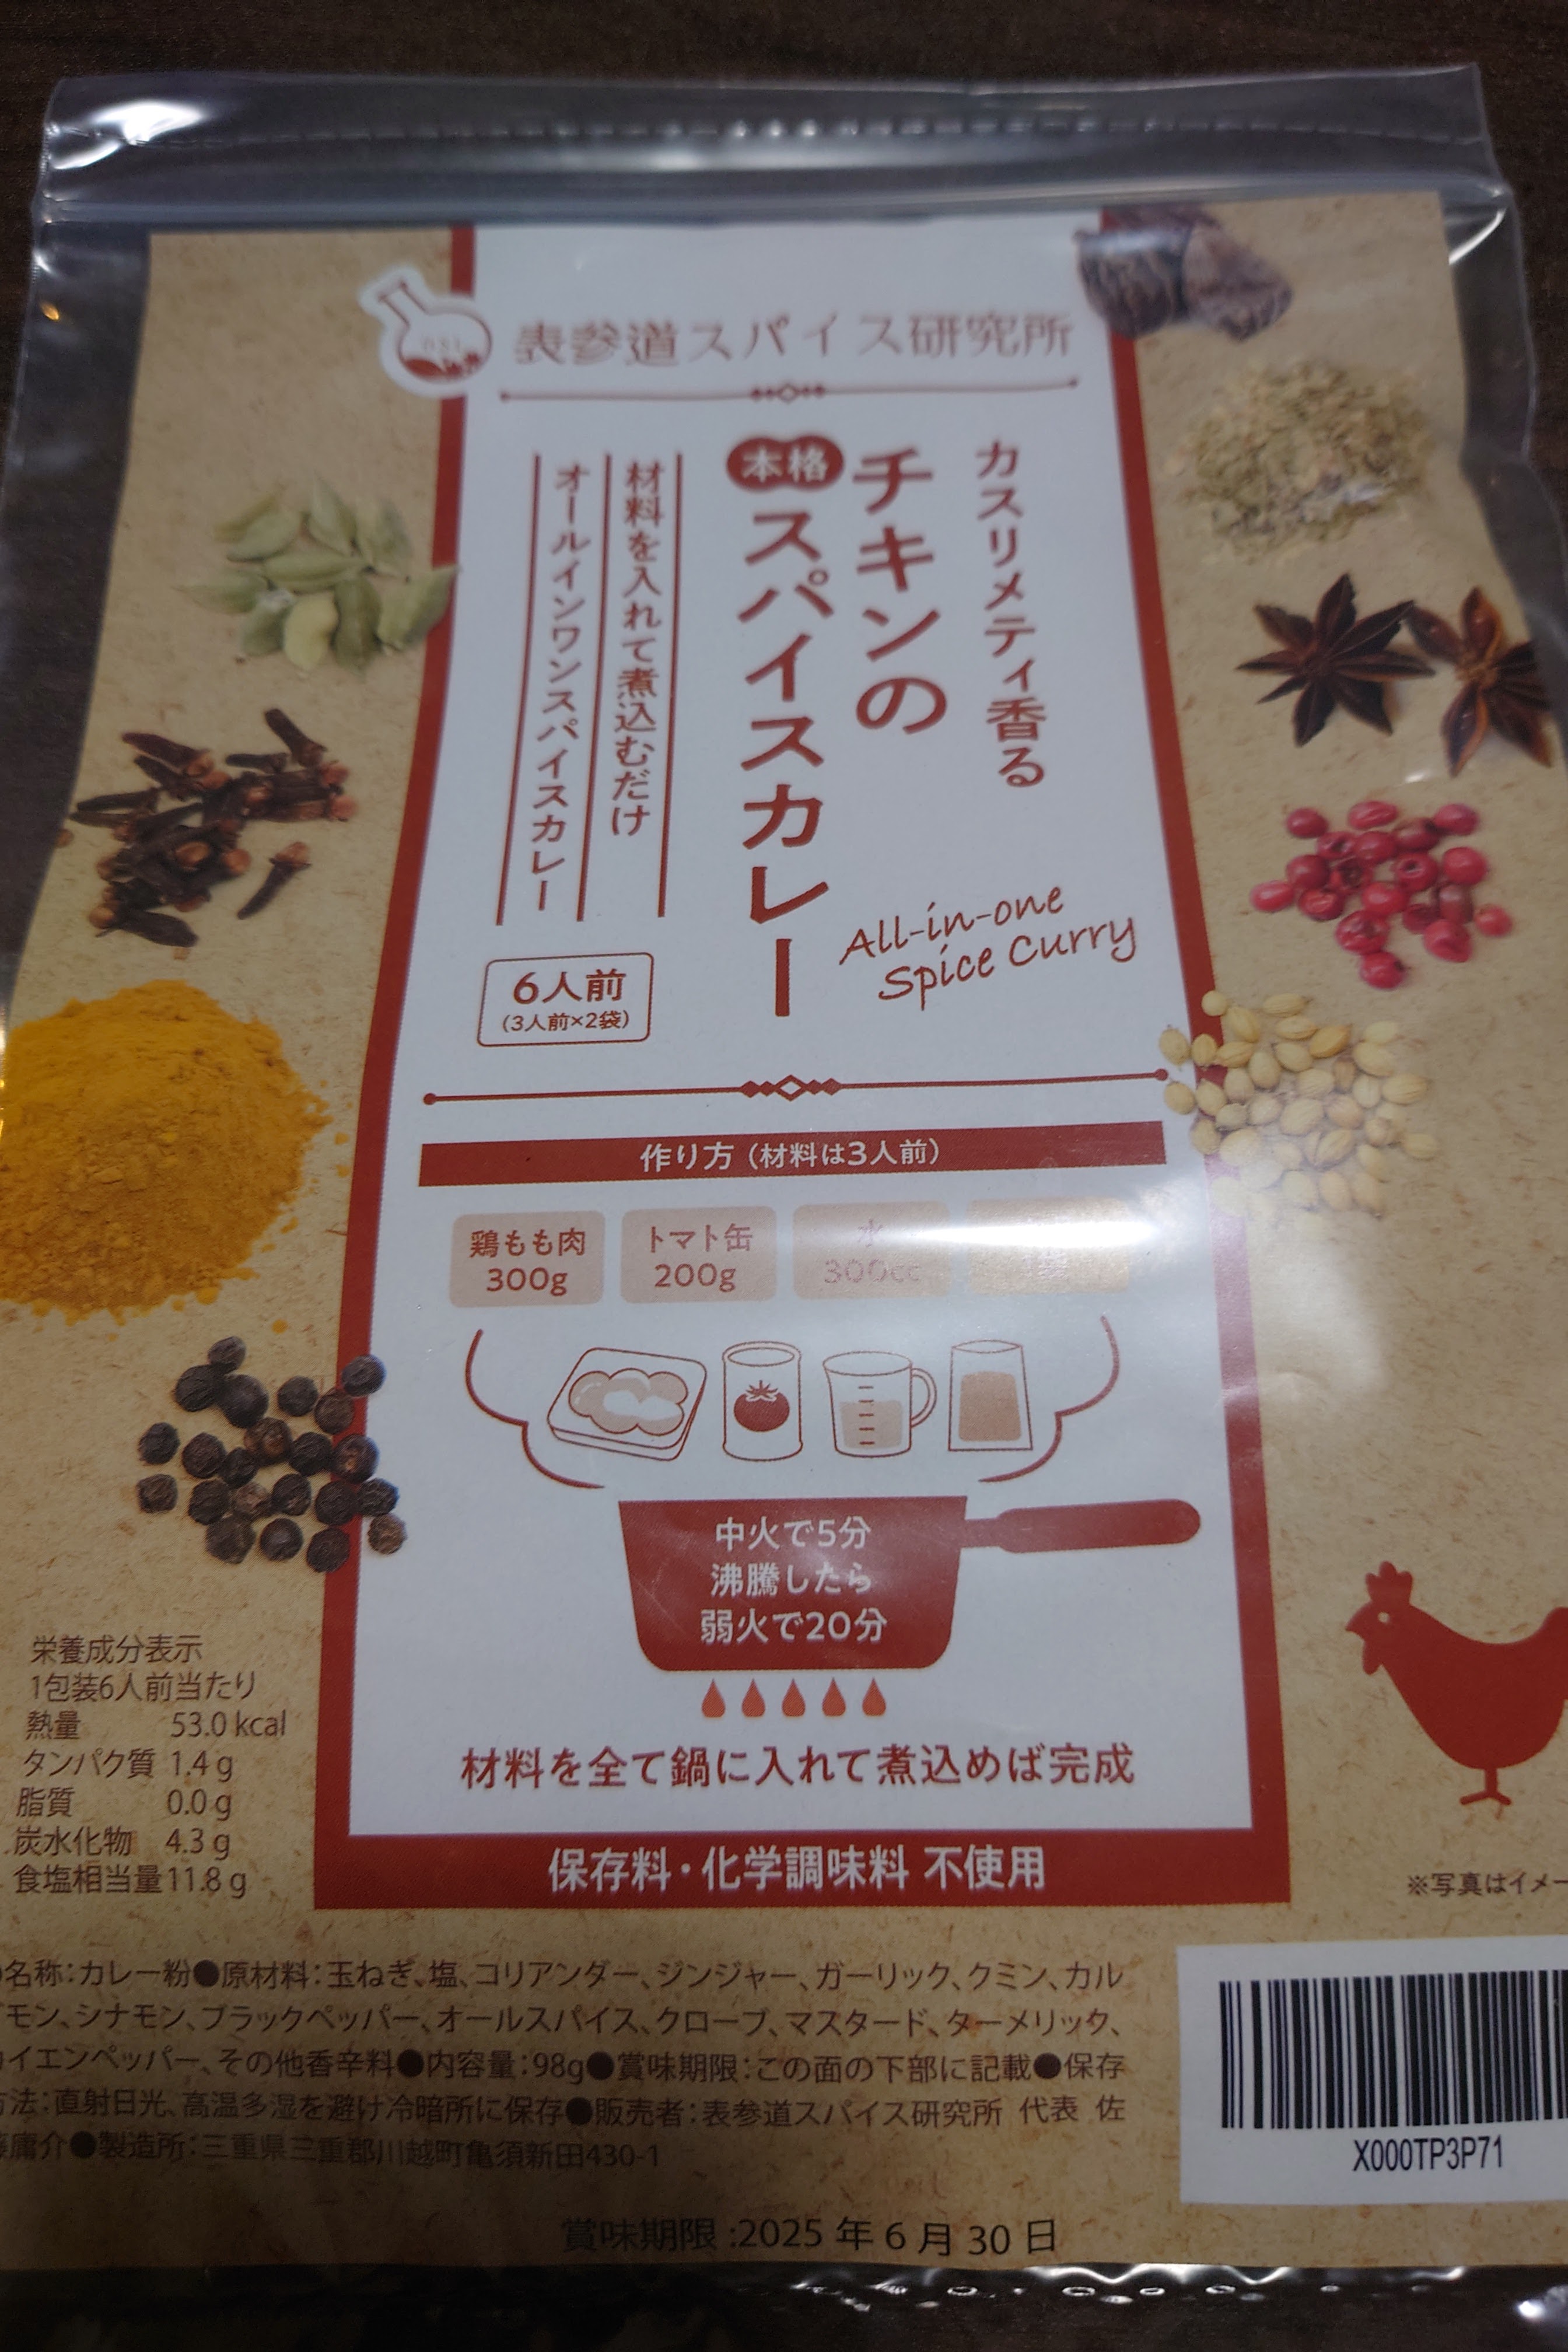 表参道スパイス研究所
カスリメティ香る
チキンの
本格
スパイスカレー
材料を入れて煮込むだけ
オールインワンスパイスカレー
All-in-one
Spice Curry
6人前
(3人前×2袋)
作り方(材料は3人前)
鶏もも肉
300g
トマト缶
200g
水
300cc
中火で5分
沸騰したら
弱火で20分
材料を全て鍋に入れて煮込めば完成
保存料・化学調味料 不使用
栄養成分表示
1包装6人前当たり
熱量 53.0 kcal
タンパク質 1.4 g
脂質 0.0 g
炭水化物 4.3 g
食塩相当量 11.8 g
※写真はイメー
名称:カレー粉●原材料:玉ねぎ、塩、コリアンダー、ジンジャー、ガーリック、クミン、カル
モン、シナモン、ブラックペッパー、オールスパイス、クローブ、マスタード、ターメリック、
イエンペッパー、その他香辛料●内容量:98g●賞味期限:この面の下部に記載●保存
方法:直射日光、高温多湿を避け冷暗所に保存●販売者:表参道スパイス研究所 代表 佐
藤庸介●製造所:三重県三重郡川越町亀須新田430-1
X000TP3P71
賞味期限 :2025 年 6 月 30 日